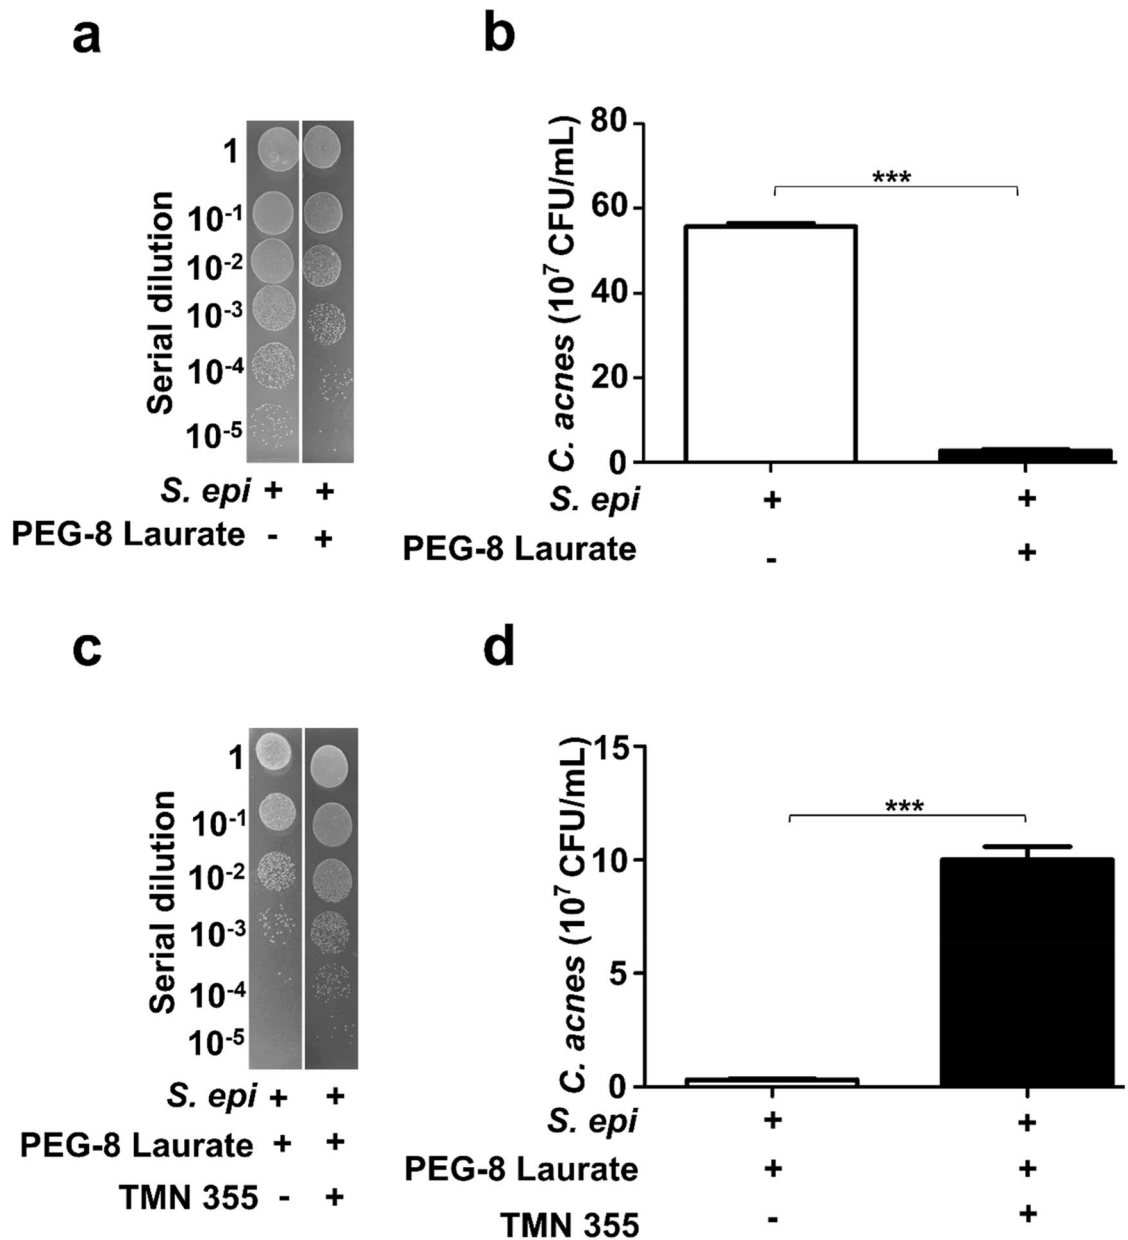 a
b
1
10-1
10-2
10-3
10-4
10-5
Serial dilution
S. epi + +
PEG-8 Laurate - +
C. acnes (10⁷ CFU/mL)
80
60
40
20
0
***
S. epi + +
PEG-8 Laurate - +
c
d
1
10-1
10-2
10-3
10-4
10-5
Serial dilution
S. epi + +
PEG-8 Laurate + +
TMN 355 - +
C. acnes (10⁷ CFU/mL)
15
10
5
0
***
S. epi + +
PEG-8 Laurate + +
TMN 355 - +